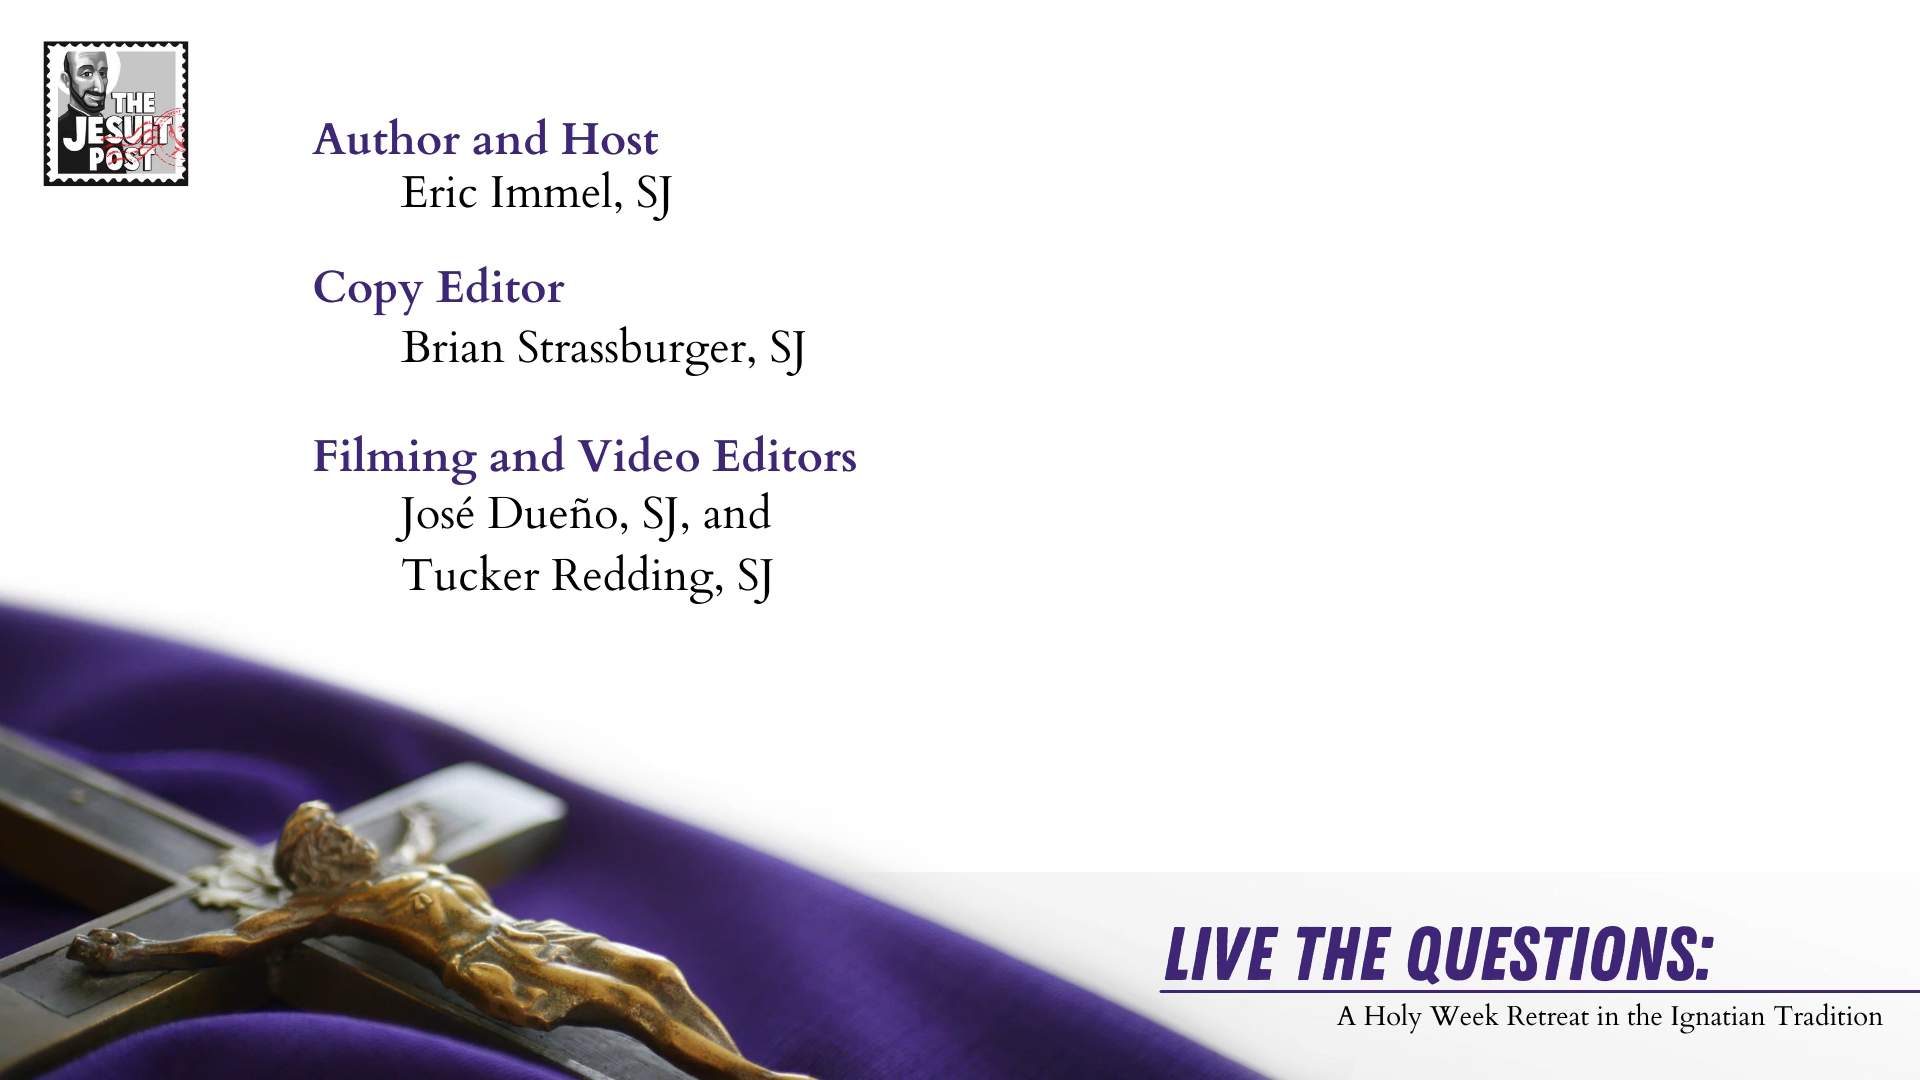 THE
JESUIT
POST
Author and Host
Eric Immel, SJ
Copy Editor
Brian Strassburger, SJ
Filming and Video Editors
José Dueño, SJ, and
Tucker Redding, SJ
LIVE THE QUESTIONS:
A Holy Week Retreat in the Ignatian Tradition